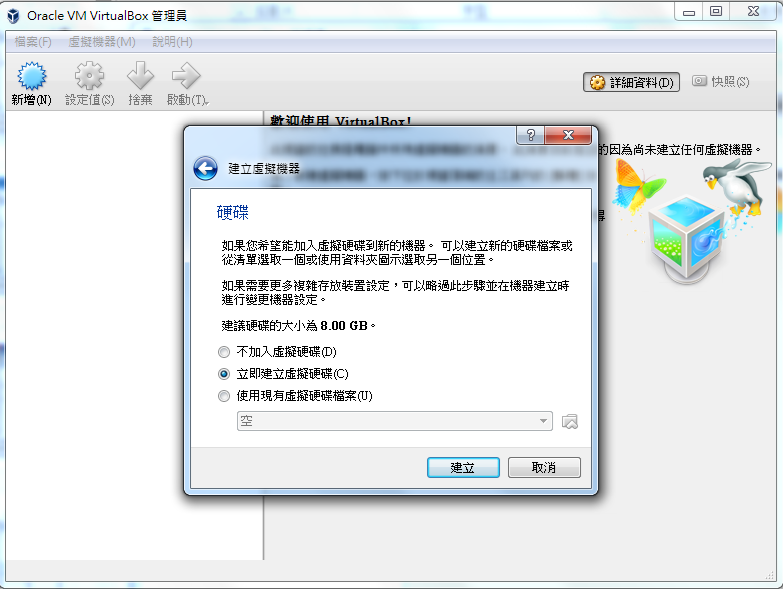 Oracle VM VirtualBox 管理員
檔案(F) 虛擬機器(M) 說明(H)
新增(N) 設定值(S) 捨棄 啟動(T)
詳細資料(D) 快照(S)
歡迎使用 VirtualBox!
的因為尚未建立任何虛擬機器。
建立虛擬機器
硬碟
如果您希望能加入虛擬硬碟到新的機器。 可以建立新的硬碟檔案或
從清單選取一個或使用資料夾圖示選取另一個位置。
如果需要更多複雜存放裝置設定，可以略過此步驟並在機器建立時
進行變更機器設定。
建議硬碟的大小為 8.00 GB。
不加入虛擬硬碟(D)
立即建立虛擬硬碟(C)
使用現有虛擬硬碟檔案(U)
空
建立 取消